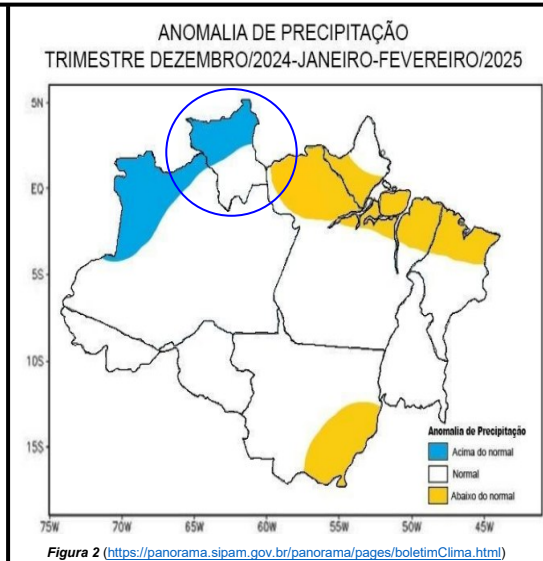 ANOMALIA DE PRECIPITAÇÃO
TRIMESTRE DEZEMBRO/2024-JANEIRO-FEVEREIRO/2025
5N
EQ
5S
10S
15S
Anomalia de Precipitação
Acima do normal
Normal
Abaixo do normal
75W 70W 65W 60W 55W 50W 45W
Figura 2 (https://panorama.sipam.gov.br/panorama/pages/boletimClima.html)